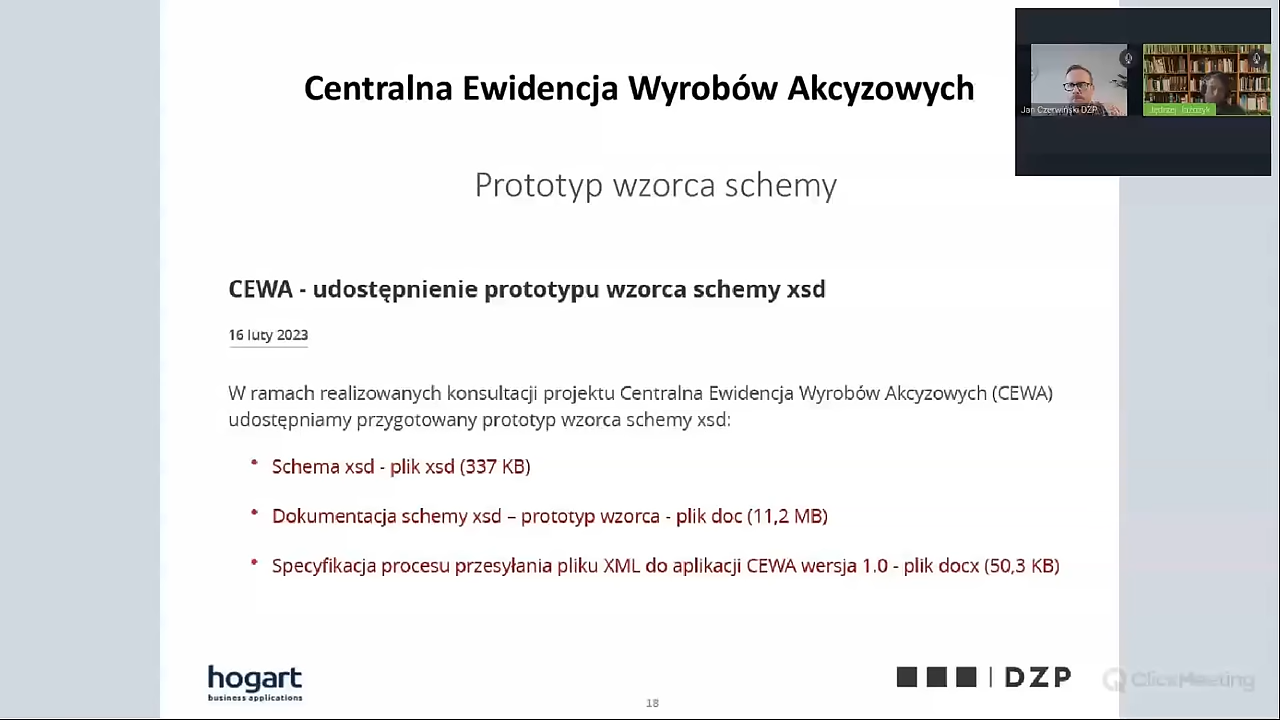 Centralna Ewidencja Wyrobów Akcyzowych
Jan Czerwiński DZP
Prototyp wzorca schemy
CEWA - udostępnienie prototypu wzorca schemy xsd
16 luty 2023
W ramach realizowanych konsultacji projektu Centralna Ewidencja Wyrobów Akcyzowych (CEWA)
udostępniamy przygotowany prototyp wzorca schemy xsd:
• Schema xsd - plik xsd (337 KB)
• Dokumentacja schemy xsd – prototyp wzorca - plik doc (11,2 MB)
• Specyfikacja procesu przesyłania pliku XML do aplikacji CEWA wersja 1.0 - plik docx (50,3 KB)
hogart
business applications
DZP
ClickMeeting
18